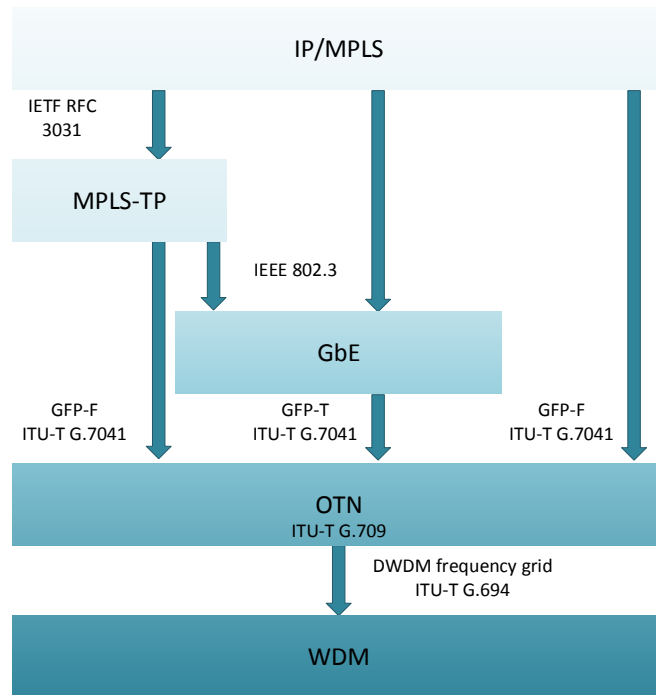 IP/MPLS
IETF RFC
3031
MPLS-TP
IEEE 802.3
GbE
GFP-F
ITU-T G.7041
GFP-T
ITU-T G.7041
GFP-F
ITU-T G.7041
OTN
ITU-T G.709
DWDM frequency grid
ITU-T G.694
WDM